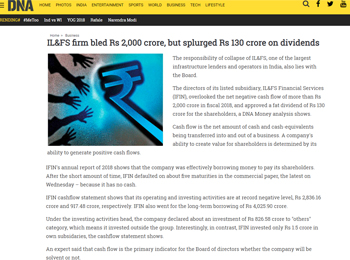 DNA
HOME PHOTOS INDIA ENTERTAINMENT SPORTS WORLD BUSINESS TECH LIFESTYLE
#MeToo Ind vs WI YOGI Rafale Narendra Modi
Home > Business
IL&FS firm bled Rs 2,000 crore, but splurged Rs 130 crore on dividends
The responsibility of collapse of IL&FS, one of the largest
infrastructure lenders and operators in India, also lies with
the Board.
The directors of its listed subsidiary, IL&FS Financial Services
(IFIN), overlooked the net negative cash flow of more than Rs
2,000 crore in fiscal 2018, and approved a fat dividend of Rs 130
crore for the shareholders, a DNA Money analysis shows.
Cash flow is the net amount of cash and cash-equivalents
being transferred into and out of a business. A company's
ability to create value for shareholders is determined by its
ability to generate positive cash flows.
IFIN's annual report of 2018 shows that the company was effectively borrowing money to pay its shareholders.
After the short amount of time, IFIN defaulted on about five maturities in the commercial paper, the latest on
Wednesday – because it has no cash.
IFIN cashflow statement shows that its operating and investing activities are at record negative level, Rs 2,836.16
crore and 917.48 crore, respectively. IFIN also went for the long-term borrowing of Rs 4,025.90 crore.
Under the investing activities head, the company declared about an investment of Rs 826.58 crore to "others"
category, which means it invested outside the group. Interestingly, in contrast, IFIN invested only Rs 1.5 crore in
own subsidiaries, the cashflow statement shows.
An expert said that cash flow is the primary indicator for the Board of directors whether the company will be
solvent or not.